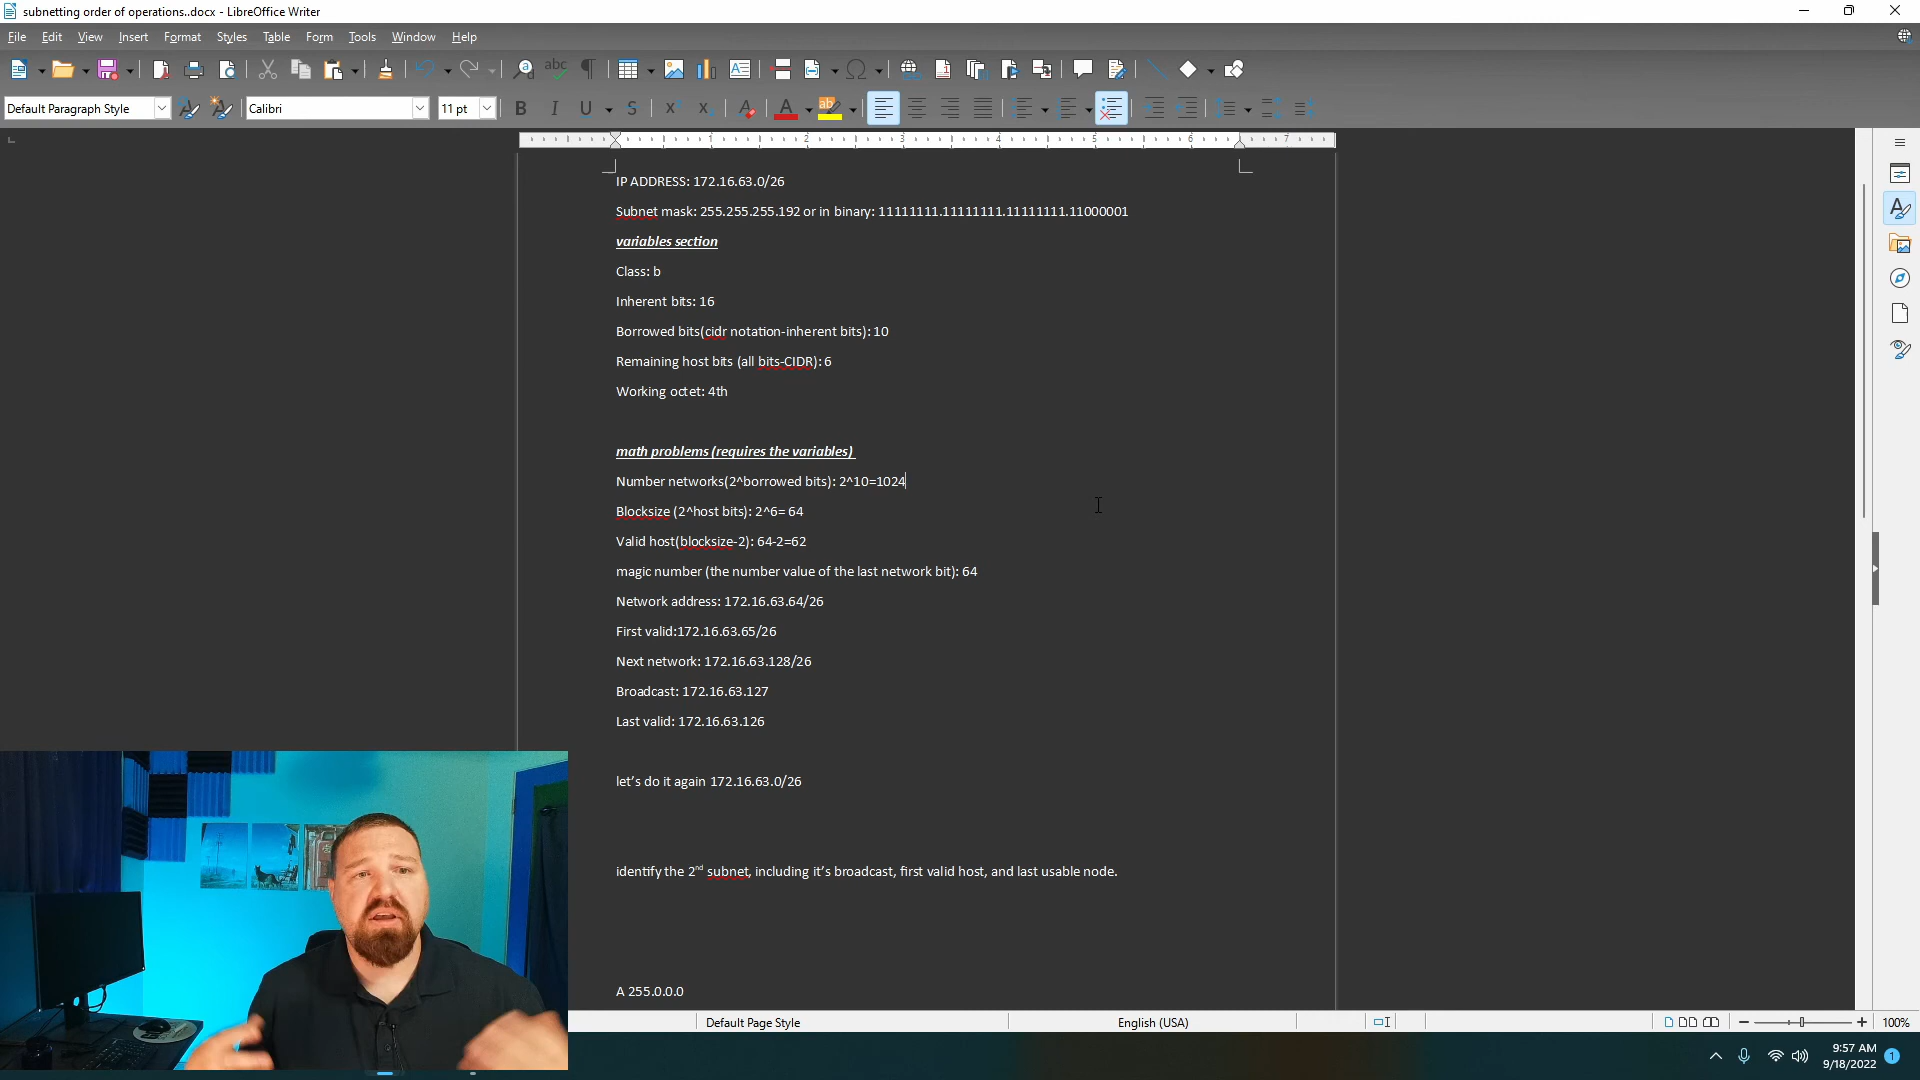 subnetting order of operations..docx - LibreOffice Writer
File Edit View Insert Format Styles Table Form Tools Window Help
Default Paragraph Style Calibri 11 pt
1 2 3 4 5 6 7
IP ADDRESS: 172.16.63.0/26
Subnet mask: 255.255.255.192 or in binary: 11111111.11111111.11111111.11000001
variables section
Class: b
Inherent bits: 16
Borrowed bits(cidr notation-inherent bits): 10
Remaining host bits (all bits-CIDR): 6
Working octet: 4th
math problems (requires the variables)
Number networks(2^borrowed bits): 2^10=1024
Blocksize (2^host bits): 2^6= 64
Valid host(blocksize-2): 64-2=62
magic number (the number value of the last network bit): 64
Network address: 172.16.63.64/26
First valid:172.16.63.65/26
Next network: 172.16.63.128/26
Broadcast: 172.16.63.127
Last valid: 172.16.63.126
let's do it again 172.16.63.0/26
identify the 2nd subnet, including it's broadcast, first valid host, and last usable node.
A 255.0.0.0
Default Page Style English (USA) 100%
9:57 AM
9/18/2022 1